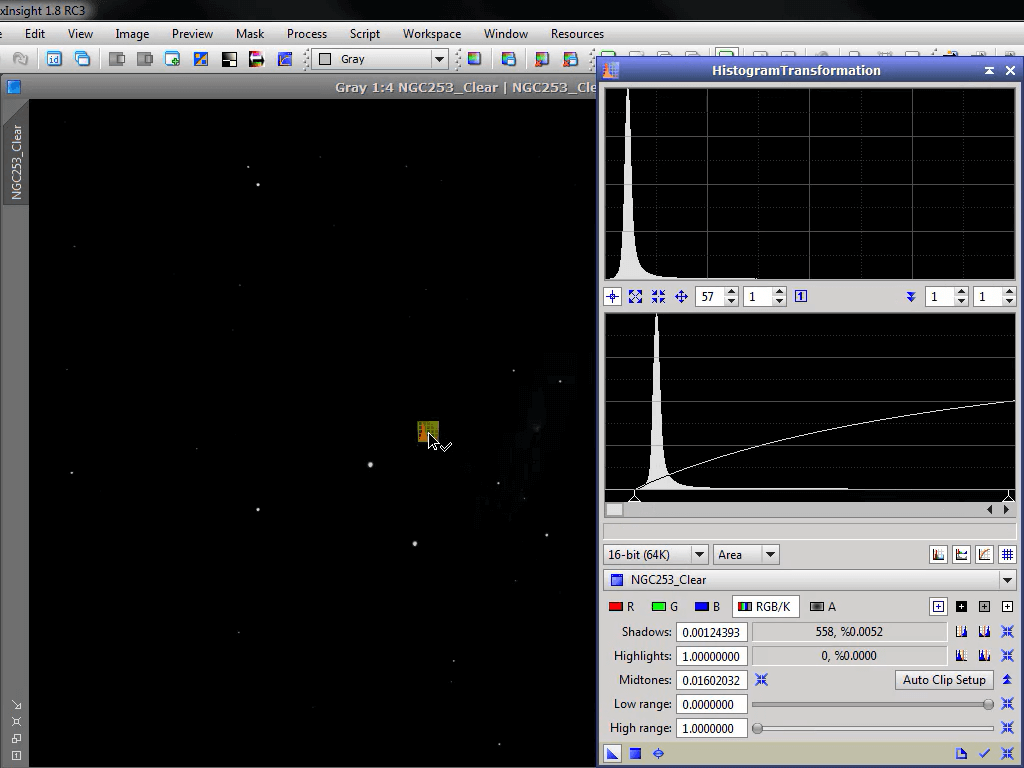 xInsight 1.8 RC3
Edit View Image Preview Mask Process Script Workspace Window Resources
id Gray
HistogramTransformation
Gray 1:4 NGC253_Clear | NGC253_Cle
NGC253_Clear
57 1 1 1 1
16-bit (64K) Area
NGC253_Clear
R G B RGB/K A
Shadows: 0.00124393 558, %0.0052
Highlights: 1.00000000 0, %0.0000
Midtones: 0.01602032 Auto Clip Setup
Low range: 0.0000000
High range: 1.0000000